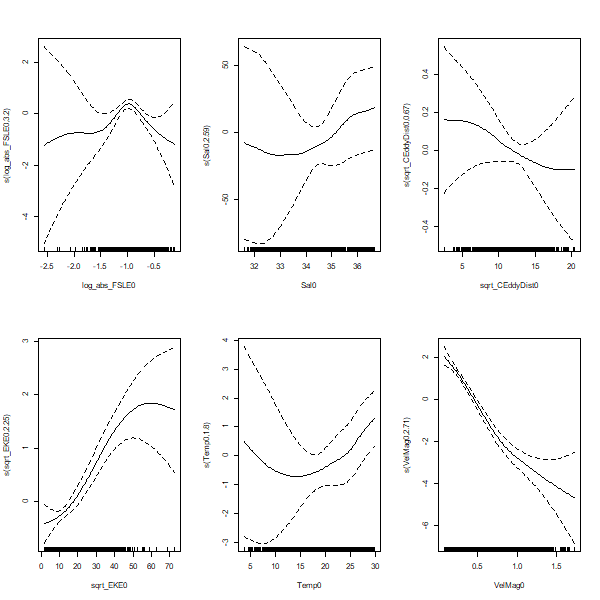 s(log_abs_FSLE0,3.2)
2
0
-2
-4
-2.5 -2.0 -1.5 -1.0 -0.5
log_abs_FSLE0
s(Sal0,2.59)
50
0
-50
32 33 34 35 36
Sal0
s(sqrt_CEddyDist0,0.67)
0.4
0.2
0.0
-0.2
-0.4
5 10 15 20
sqrt_CEddyDist0
s(sqrt_EKE0,2.25)
3
2
1
0
0 10 20 30 40 50 60 70
sqrt_EKE0
s(Temp0,1.8)
4
3
2
1
0
-1
-2
-3
5 10 15 20 25 30
Temp0
s(VelMag0,2.71)
2
0
-2
-4
-6
0.5 1.0 1.5
VelMag0